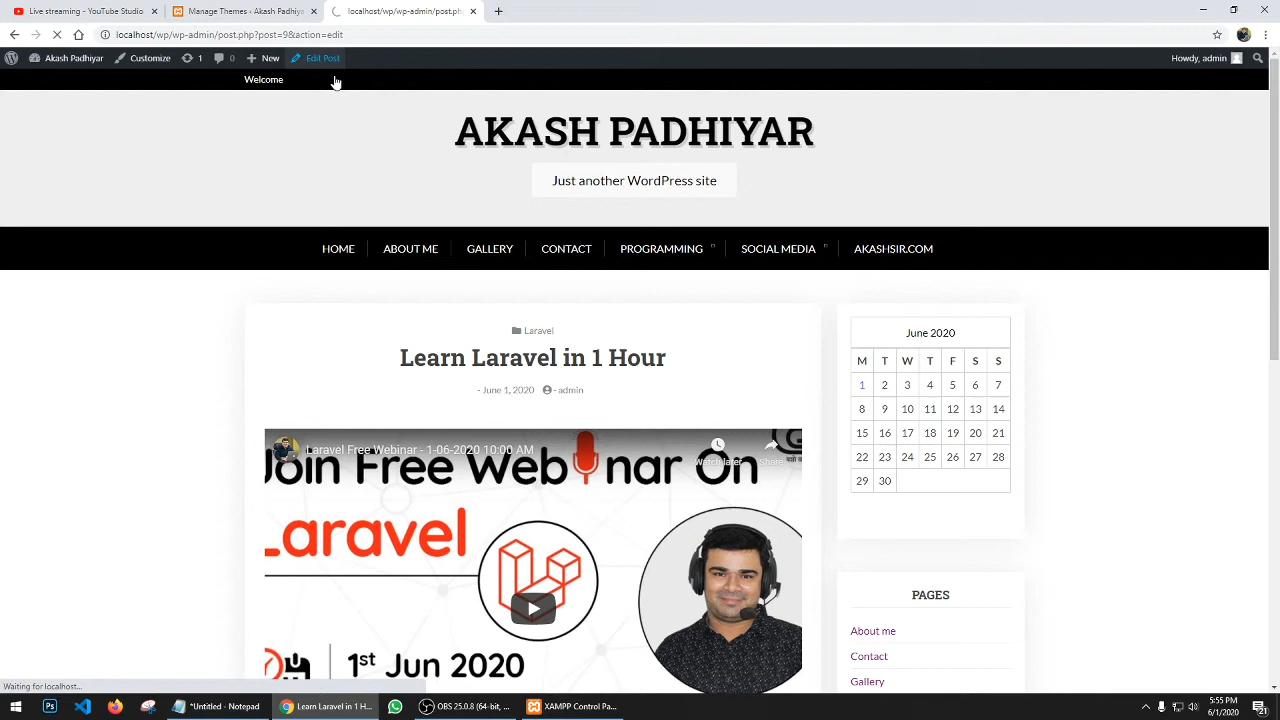 Live streaming - YouTube Studio
Manage Themes ‹ Akash Padhiya
localhost/wp/wp-admin/post.php
localhost/wp/wp-admin/post.php?post=9&action=edit
Akash Padhiyar
Customize
1
0
New
Edit Post
Howdy, admin
Welcome
AKASH PADHIYAR
Just another WordPress site
HOME
ABOUT ME
GALLERY
CONTACT
PROGRAMMING
SOCIAL MEDIA
AKASHSIR.COM
Laravel
Learn Laravel in 1 Hour
- June 1, 2020 - admin
Laravel Free Webinar - 1-06-2020 10:00 AM
Watch later
Share
Join Free Webinar On
Laravel
1st Jun 2020
June 2020
M T W T F S S
1 2 3 4 5 6 7
8 9 10 11 12 13 14
15 16 17 18 19 20 21
22 23 24 25 26 27 28
29 30
PAGES
About me
Contact
Gallery
Waiting for localhost...
*Untitled - Notepad
Learn Laravel in 1 H...
OBS 25.0.8 (64-bit, ...
XAMPP Control Pa...
5:55 PM
6/1/2020
21